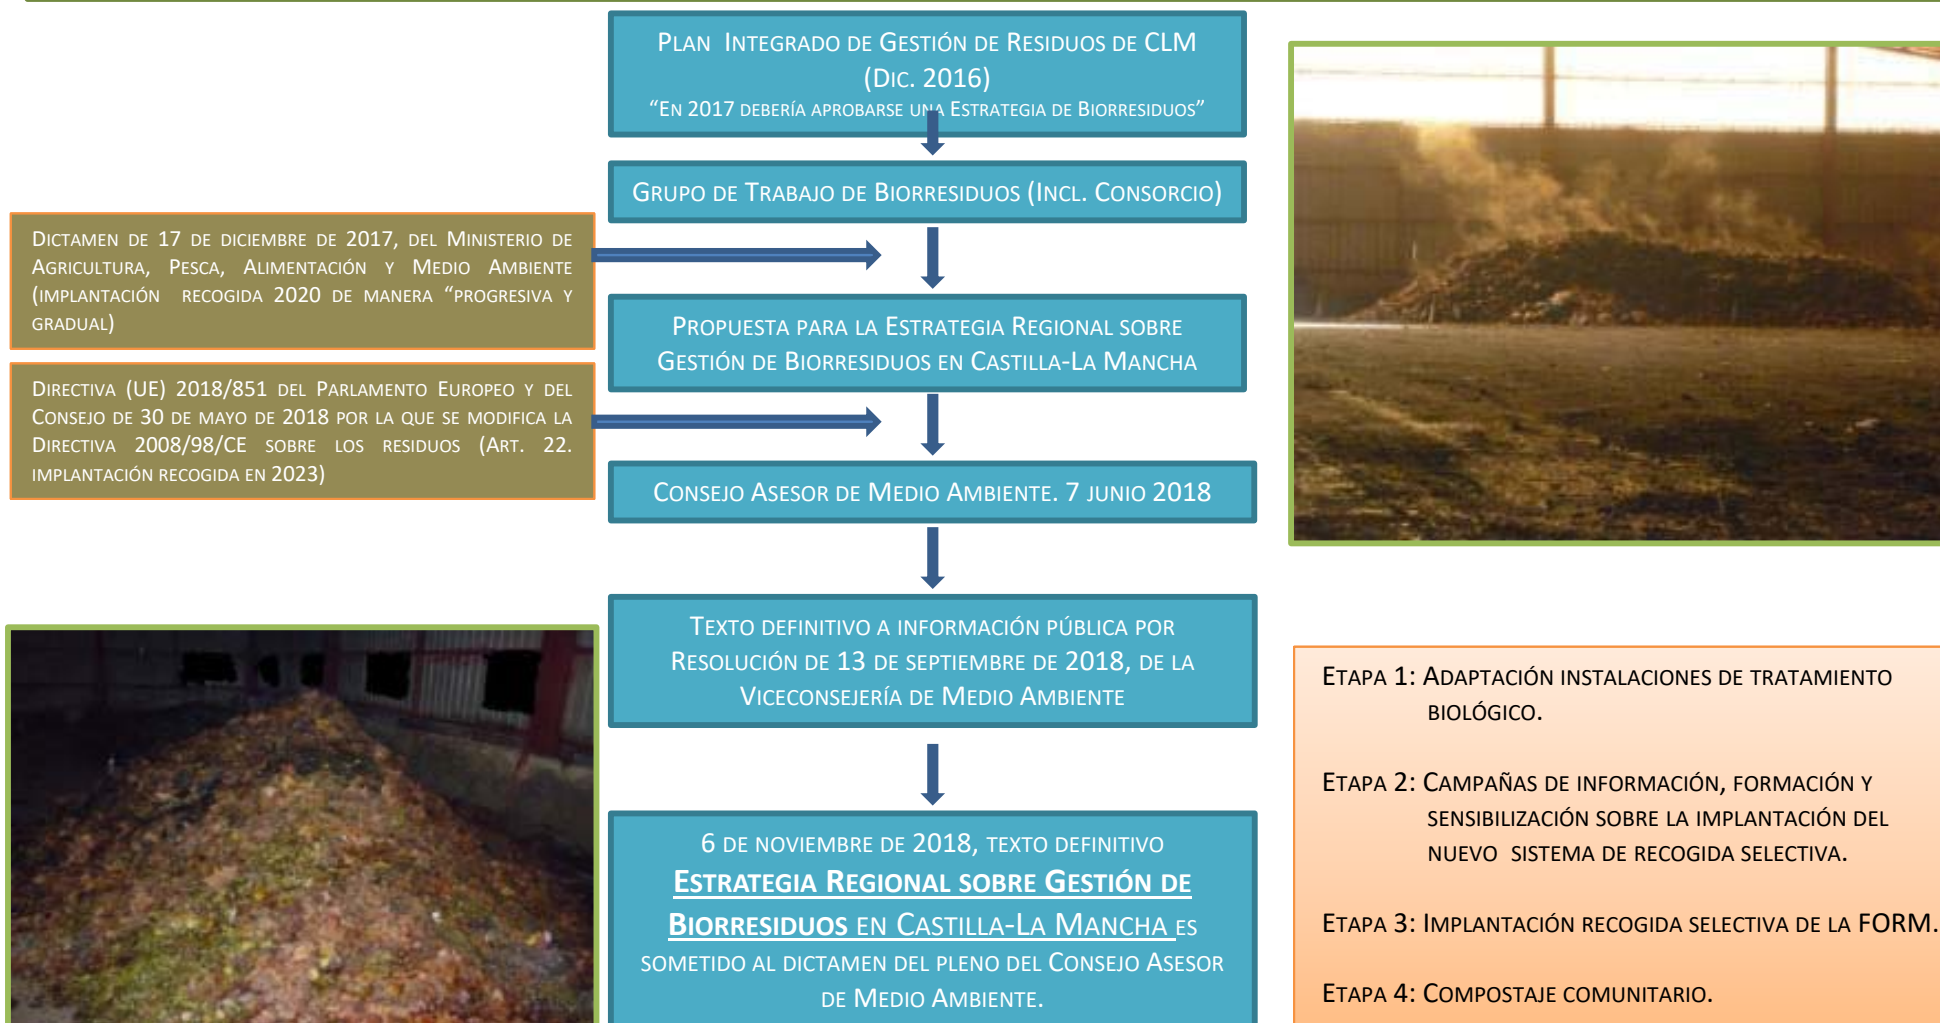 PLAN INTEGRADO DE GESTIÓN DE RESIDUOS DE CLM
(DIC. 2016)
“EN 2017 DEBERÍA APROBARSE UNA ESTRATEGIA DE BIORRESIDUOS”
GRUPO DE TRABAJO DE BIORRESIDUOS (INCL. CONSORCIO)
DICTAMEN DE 17 DE DICIEMBRE DE 2017, DEL MINISTERIO DE
AGRICULTURA, PESCA, ALIMENTACIÓN Y MEDIO AMBIENTE
(IMPLANTACIÓN RECOGIDA 2020 DE MANERA “PROGRESIVA Y
GRADUAL)
PROPUESTA PARA LA ESTRATEGIA REGIONAL SOBRE
GESTIÓN DE BIORRESIDUOS EN CASTILLA-LA MANCHA
DIRECTIVA (UE) 2018/851 DEL PARLAMENTO EUROPEO Y DEL
CONSEJO DE 30 DE MAYO DE 2018 POR LA QUE SE MODIFICA LA
DIRECTIVA 2008/98/CE SOBRE LOS RESIDUOS (ART. 22.
IMPLANTACIÓN RECOGIDA EN 2023)
CONSEJO ASESOR DE MEDIO AMBIENTE. 7 JUNIO 2018
TEXTO DEFINITIVO A INFORMACIÓN PÚBLICA POR
RESOLUCIÓN DE 13 DE SEPTIEMBRE DE 2018, DE LA
VICECONSEJERÍA DE MEDIO AMBIENTE
6 DE NOVIEMBRE DE 2018, TEXTO DEFINITIVO
ESTRATEGIA REGIONAL SOBRE GESTIÓN DE
BIORRESIDUOS EN CASTILLA-LA MANCHA ES
SOMETIDO AL DICTAMEN DEL PLENO DEL CONSEJO ASESOR
DE MEDIO AMBIENTE.
ETAPA 1: ADAPTACIÓN INSTALACIONES DE TRATAMIENTO
BIOLÓGICO.
ETAPA 2: CAMPAÑAS DE INFORMACIÓN, FORMACIÓN Y
SENSIBILIZACIÓN SOBRE LA IMPLANTACIÓN DEL
NUEVO SISTEMA DE RECOGIDA SELECTIVA.
ETAPA 3: IMPLANTACIÓN RECOGIDA SELECTIVA DE LA FORM.
ETAPA 4: COMPOSTAJE COMUNITARIO.